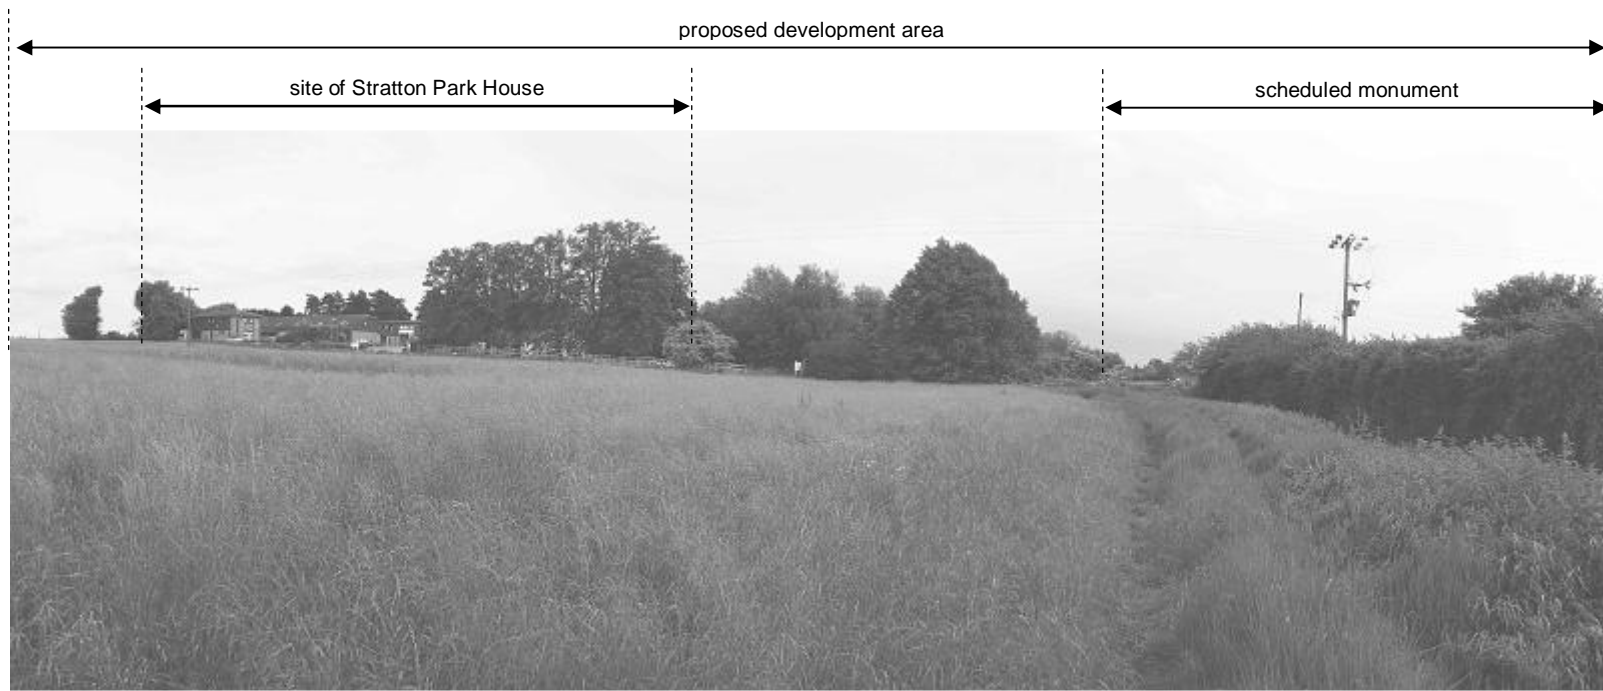 proposed development area
site of Stratton Park House
scheduled monument